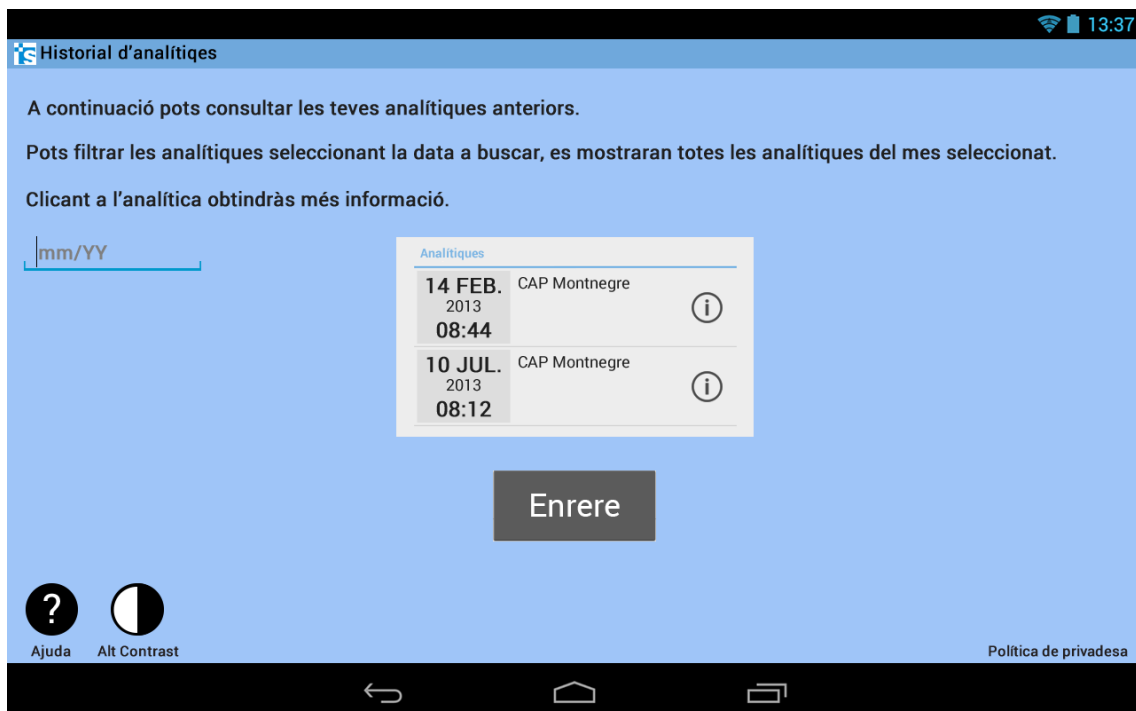 13:37
is Historial d'analítiqes
A continuació pots consultar les teves analítiques anteriors.
Pots filtrar les analítiques seleccionant la data a buscar, es mostraran totes les analítiques del mes seleccionat.
Clicant a l'analítica obtindràs més informació.
mm/YY
Analítiques
14 FEB.
2013
08:44
CAP Montnegre
i
10 JUL.
2013
08:12
CAP Montnegre
i
Enrere
?
Ajuda
Alt Contrast
Política de privadesa